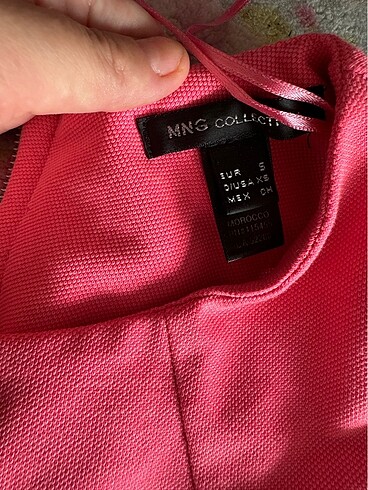 MNG COLLECTI
EUR S
D/USA XS
MEX CH
MOROCCO